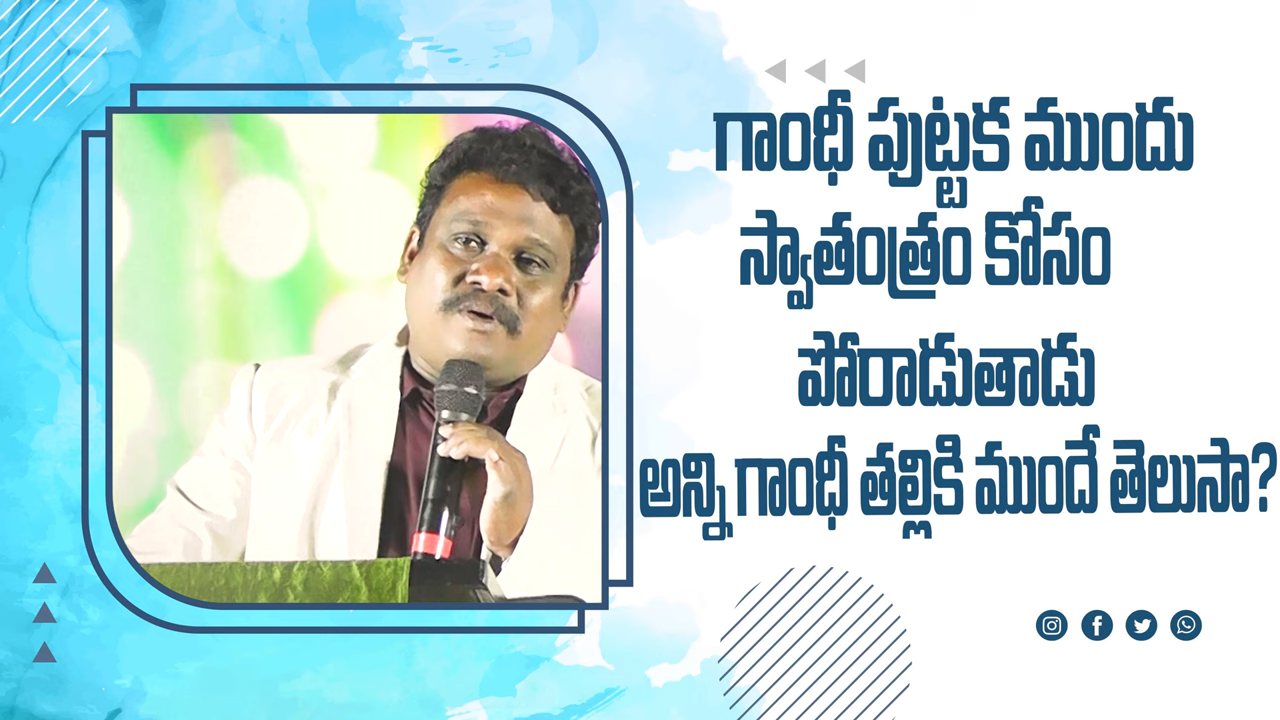 గాంధీ పుట్టక ముందు
స్వాతంత్రం కోసం
పోరాడుతాడు
అన్ని గాంధీ తల్లికి ముందే తెలుసా?